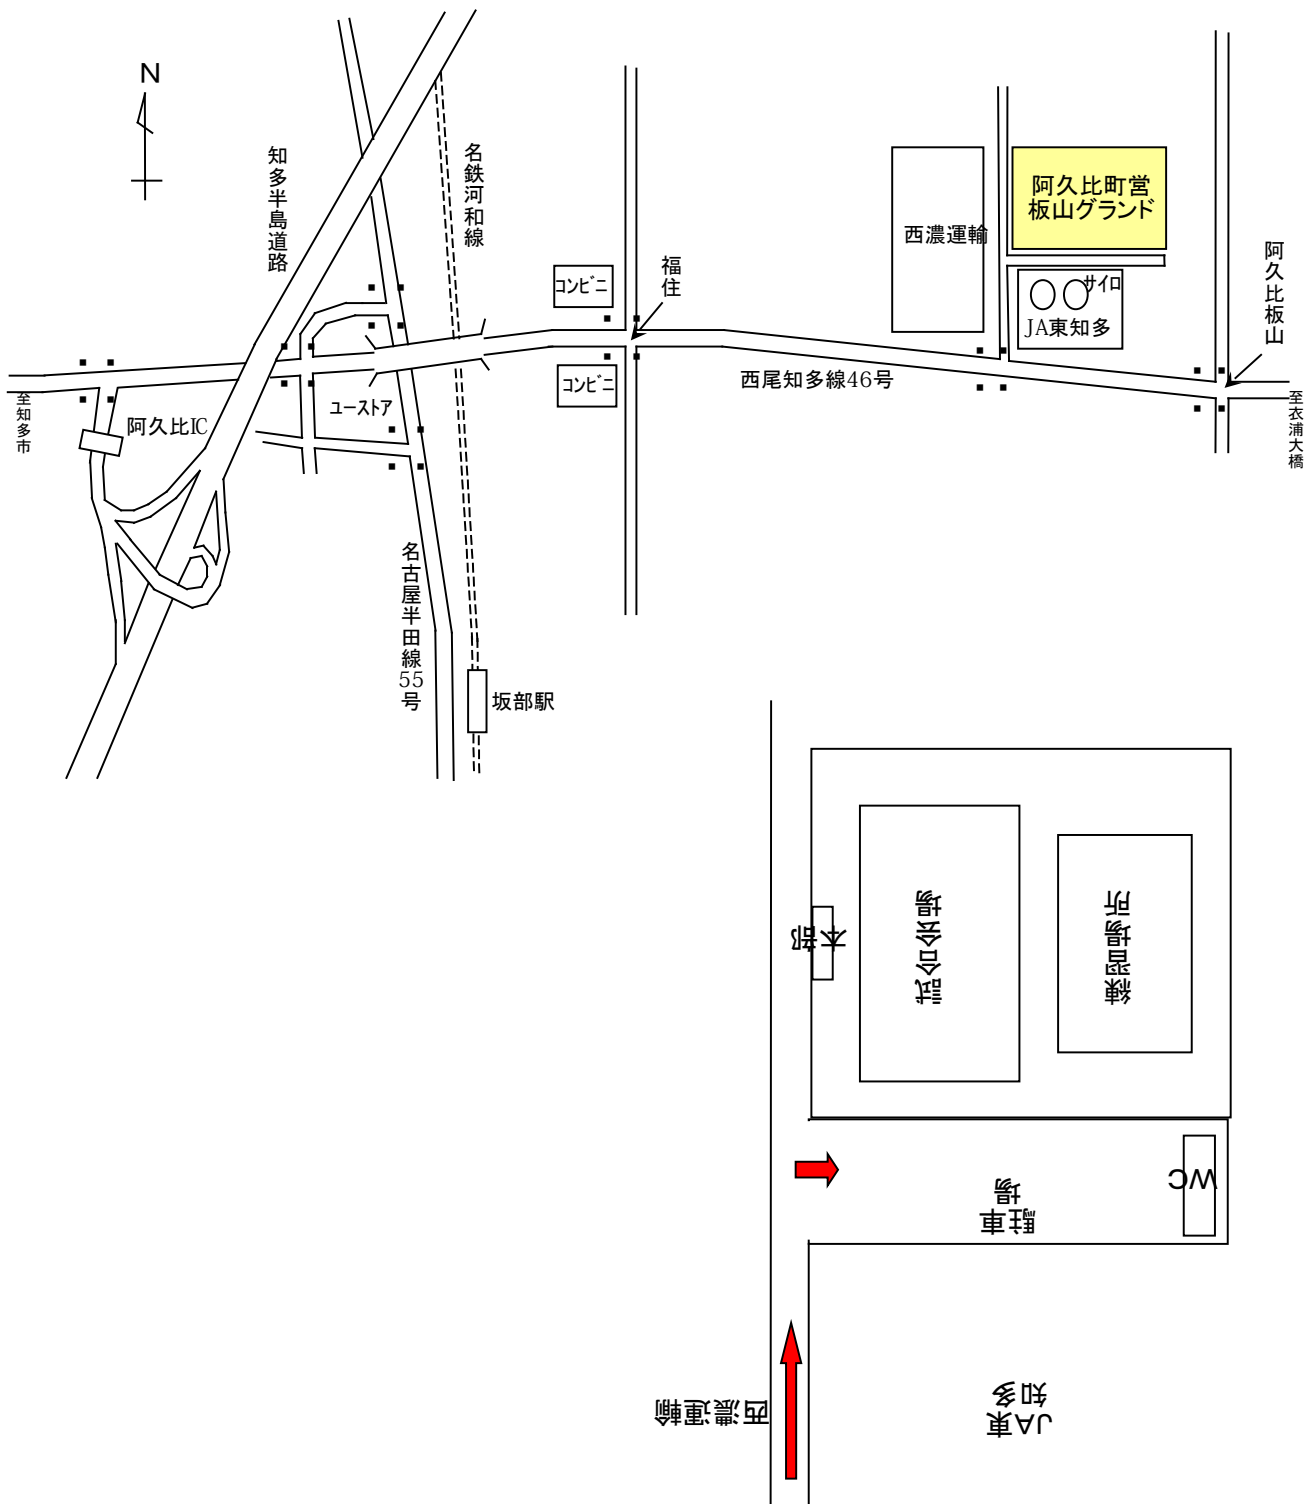 N
知多半島道路
名鉄河和線
西濃運輸
阿久比町営
板山グランド
サイロ
JA東知多
阿久比板山
コンビニ
福住
コンビニ
西尾知多線46号
至知多市
阿久比IC
ユーストア
至衣浦大橋
名古屋半田線55号
坂部駅
本部
試合会場
練習場所
駐車
場
WC
西濃運輸
JA東
知多